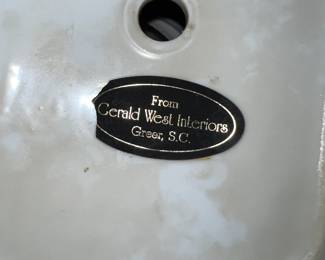 From
Gerald West Interiors
Greer, S.C.